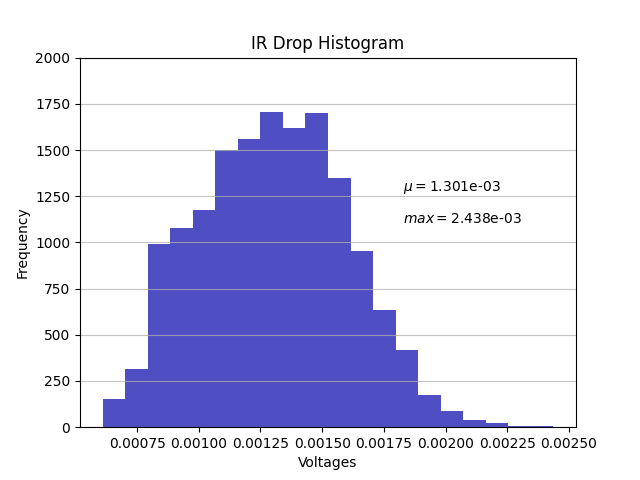 IR Drop Histogram
2000
1750
1500
1250
1000
750
500
250
0
Frequency
μ = 1.301e-03
max = 2.438e-03
0.00075 0.00100 0.00125 0.00150 0.00175 0.00200 0.00225 0.00250
Voltages